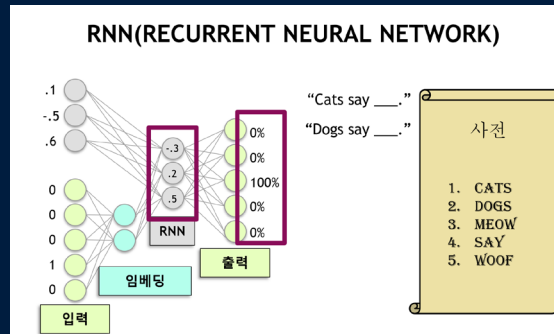 RNN(RECURRENT NEURAL NETWORK)
.1
-.5
.6
0
0
0
1
0
입력
임베딩
-.3
.2
.5
RNN
0%
0%
100%
0%
0%
출력
“Cats say ___.”
“Dogs say ___.”
사전
1. CATS
2. DOGS
3. MEOW
4. SAY
5. WOOF